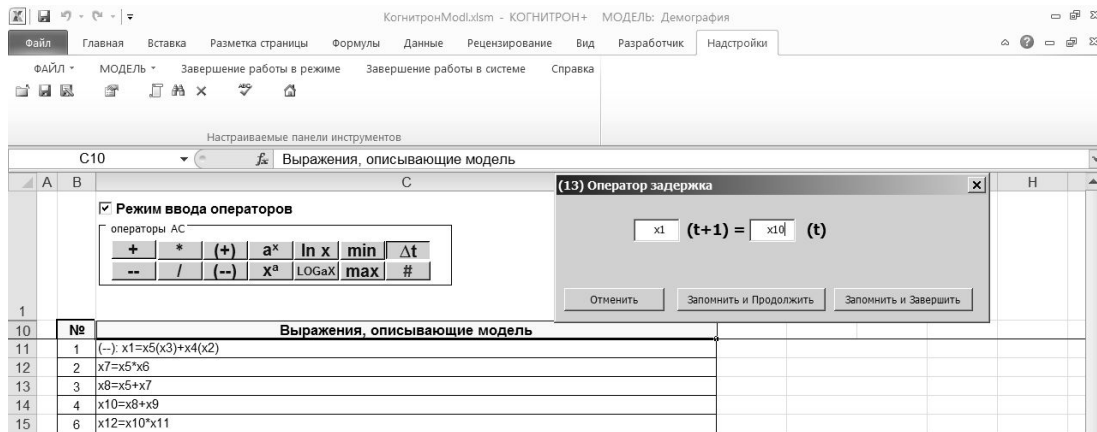 КогнитронModl.xlsm - КОГНИТРОН+ МОДЕЛЬ: Демография
Файл Главная Вставка Разметка страницы Формулы Данные Рецензирование Вид Разработчик Надстройки
ФАЙЛ МОДЕЛЬ Завершение работы в режиме Завершение работы в системе Справка
Настраиваемые панели инструментов
C10 fx Выражения, описывающие модель
A B C H
(13) Оператор задержка
x1 (t+1) = x10 (t)
Отменить Запомнить и Продолжить Запомнить и Завершить
Режим ввода операторов
операторы АС
+ * (+) aˣ ln x min Δt
-- / (--) xᵃ LOGaX max #
1
10 № Выражения, описывающие модель
11 1 (--): x1=x5(x3)+x4(x2)
12 2 x7=x5*x6
13 3 x8=x5+x7
14 4 x10=x8+x9
15 6 x12=x10*x11